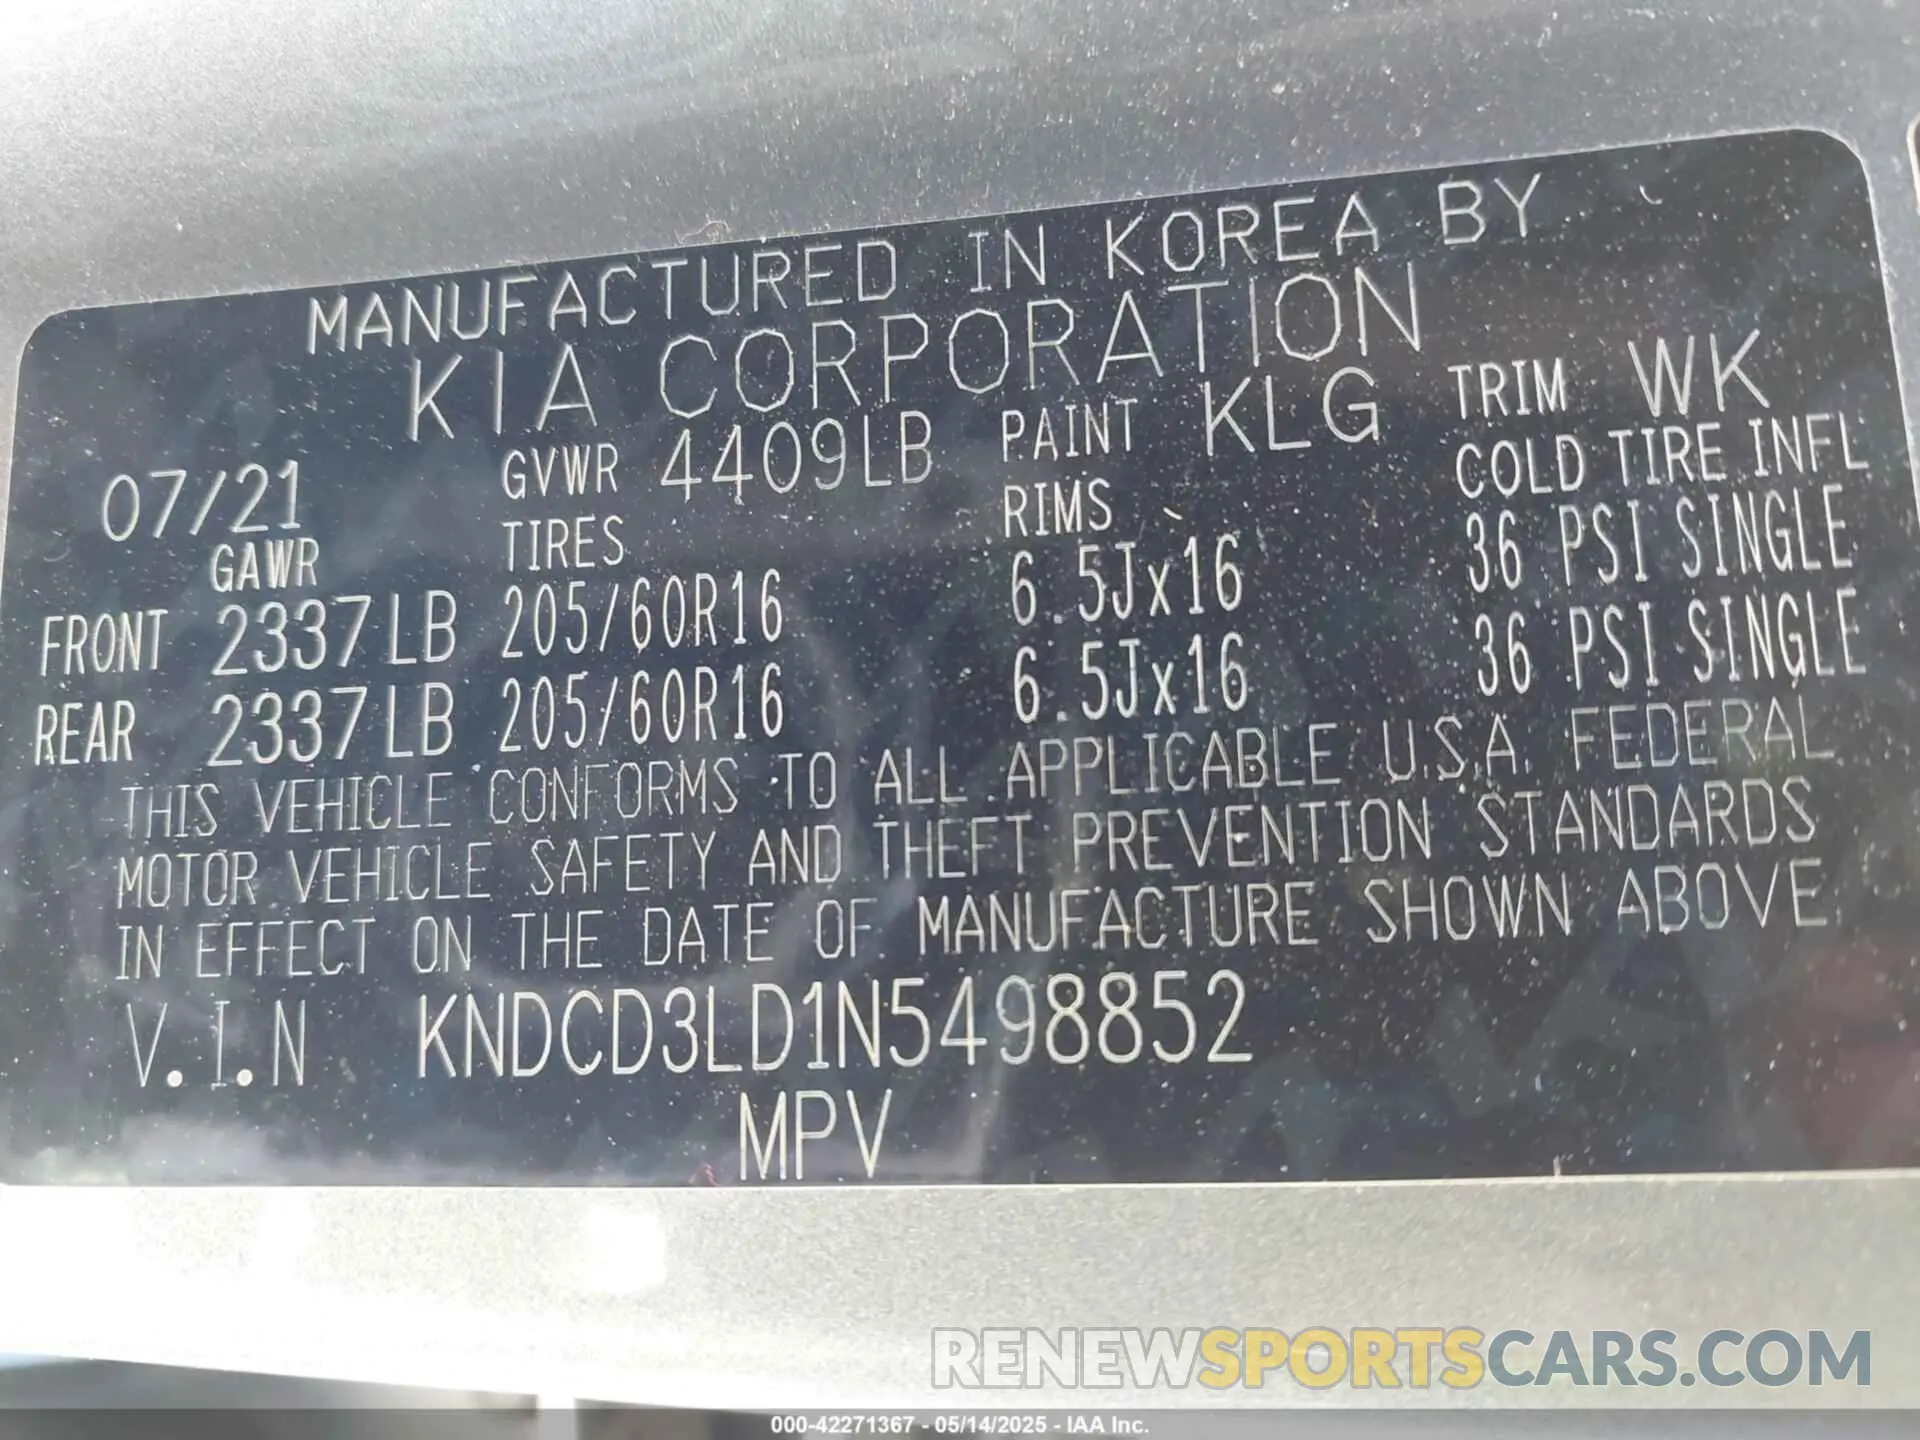 MANUFACTURED IN KOREA BY
KIA CORPORATION
07/21 GVWR 4409LB PAINT KLG TRIM WK
GAWR TIRES RIMS COLD TIRE INFL
FRONT 2337LB 205/60R16 6.5Jx16 36 PSI SINGLE
REAR 2337LB 205/60R16 6.5Jx16 36 PSI SINGLE
THIS VEHICLE CONFORMS TO ALL APPLICABLE U.S.A. FEDERAL
MOTOR VEHICLE SAFETY AND THEFT PREVENTION STANDARDS
IN EFFECT ON THE DATE OF MANUFACTURE SHOWN ABOVE.
V.I.N KNDCD3LD1N5498852
MPV
RENEWSPORTSCARS.COM
000-42271367 - 05/14/2025 - IAA Inc.